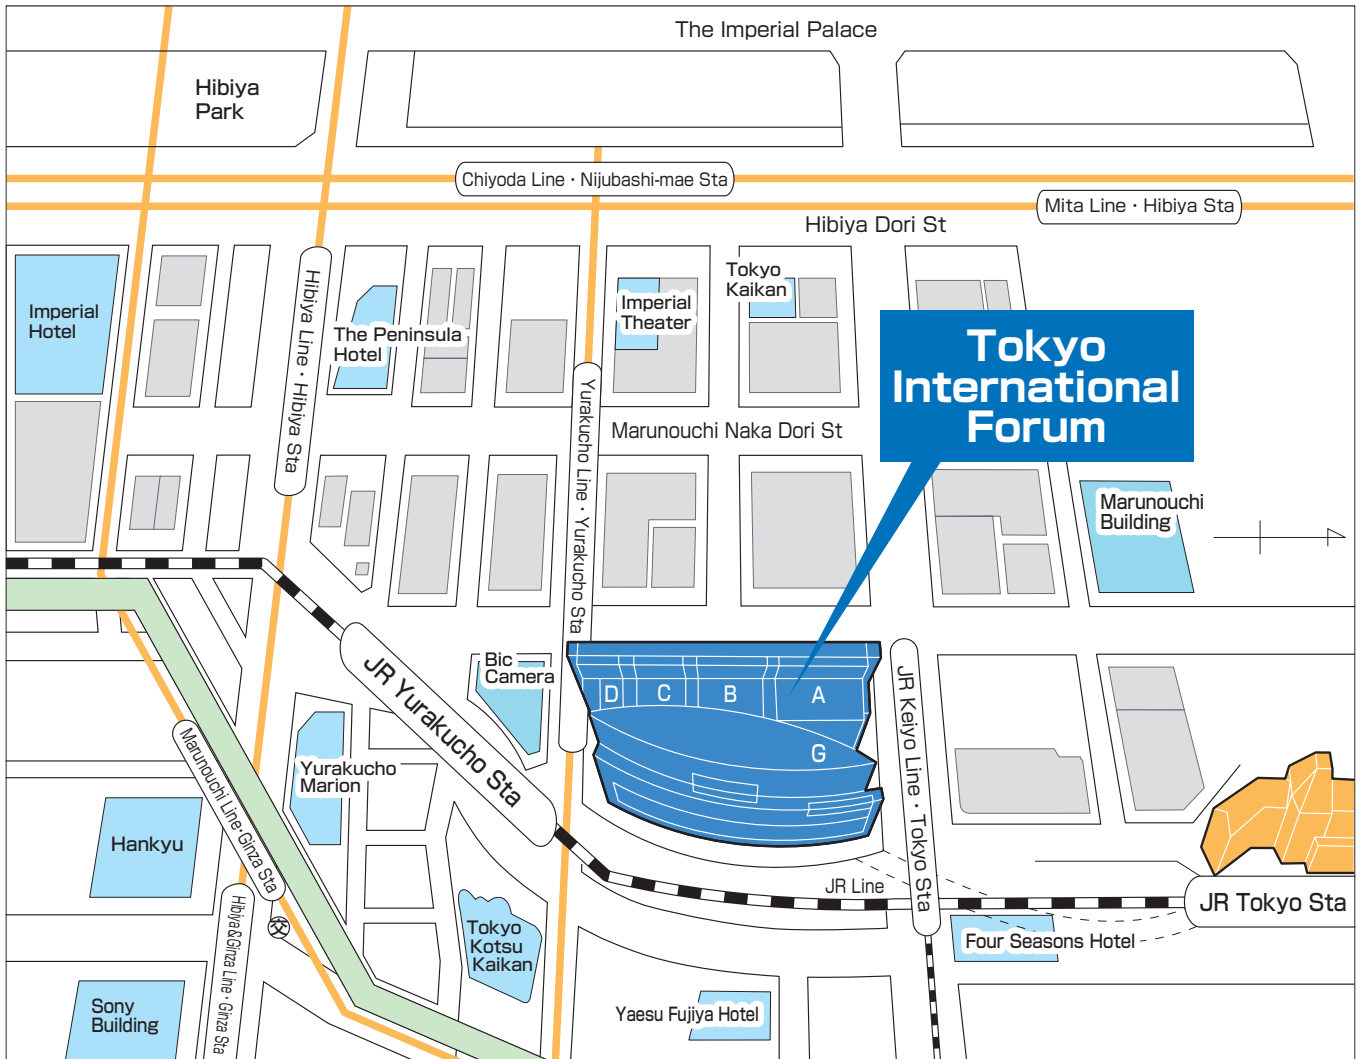 The Imperial Palace
Hibiya
Park
Chiyoda Line・Nijubashi-mae Sta
Mita Line・Hibiya Sta
Hibiya Dori St
Imperial
Hotel
Hibiya Line・Hibiya Sta
The Peninsula
Hotel
Imperial
Theater
Tokyo
Kaikan
Tokyo
International
Forum
Yurakucho Line・Yurakucho Sta
Marunouchi Naka Dori St
Marunouchi
Building
JR Yurakucho Sta
Bic
Camera
D
C
B
A
G
JR Keiyo Line・Tokyo Sta
Marunouchi Line・Ginza Sta
Yurakucho
Marion
Hankyu
Hibiya&Ginza Line・Ginza Sta
JR Line
JR Tokyo Sta
Tokyo
Kotsu
Kaikan
Four Seasons Hotel
Sony
Building
Yaesu Fujiya Hotel